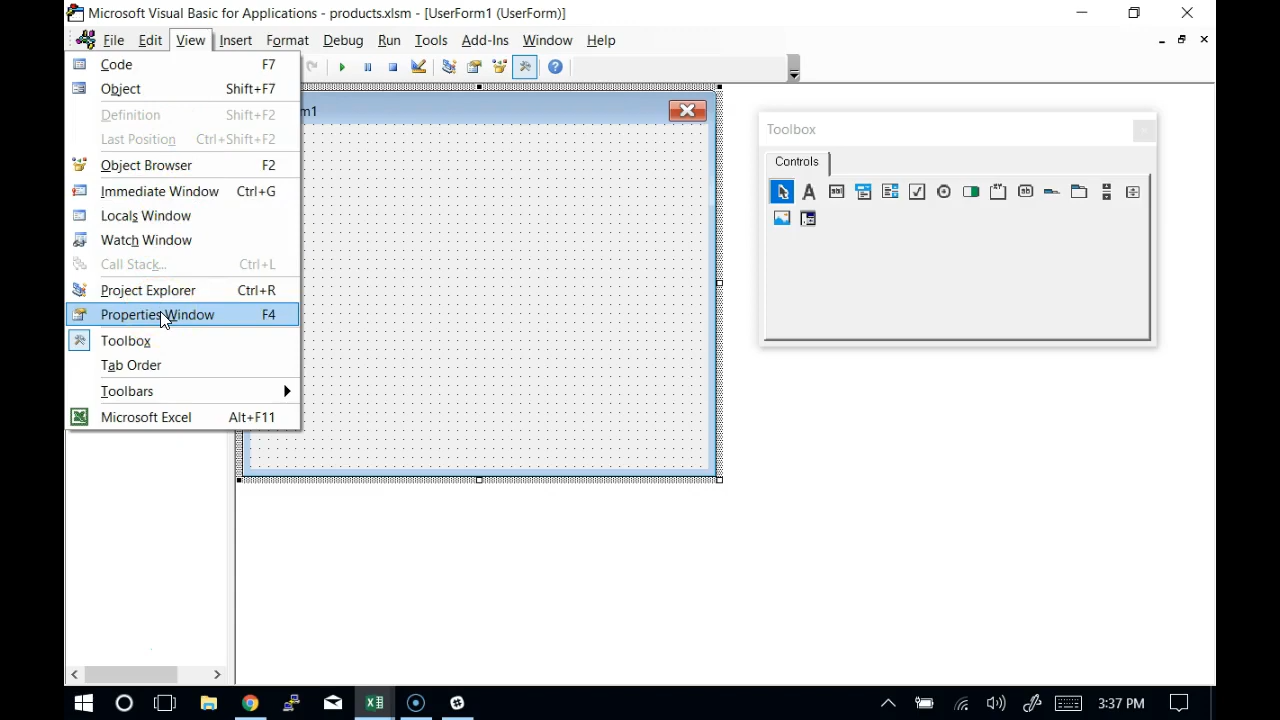 Microsoft Visual Basic for Applications - products.xlsm - [UserForm1 (UserForm)]
File Edit View Insert Format Debug Run Tools Add-Ins Window Help
Code F7
Object Shift+F7
Definition Shift+F2
Last Position Ctrl+Shift+F2
Object Browser F2
Immediate Window Ctrl+G
Locals Window
Watch Window
Call Stack... Ctrl+L
Project Explorer Ctrl+R
Properties Window F4
Toolbox
Tab Order
Toolbars
Microsoft Excel Alt+F11
m1
Toolbox
Controls
A
3:37 PM